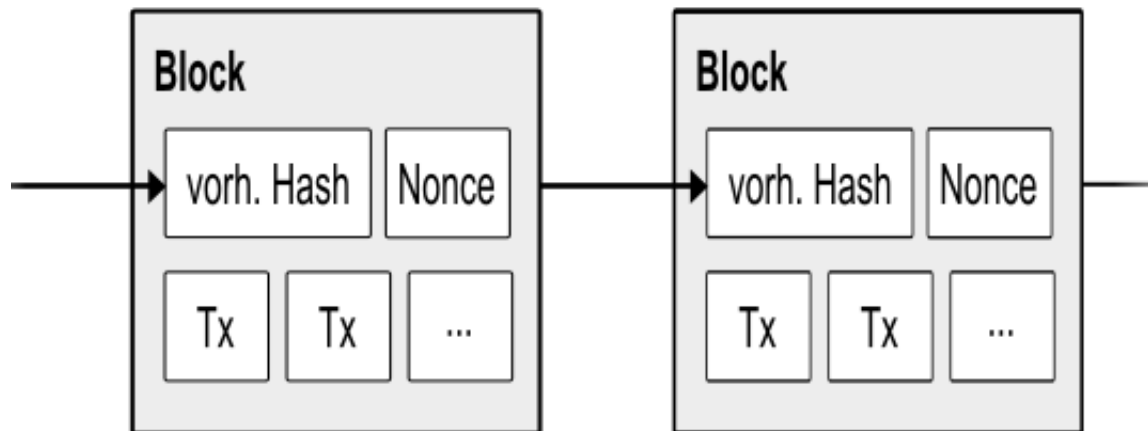 Block
vorh. Hash Nonce
Tx Tx ...
Block
vorh. Hash Nonce
Tx Tx ...